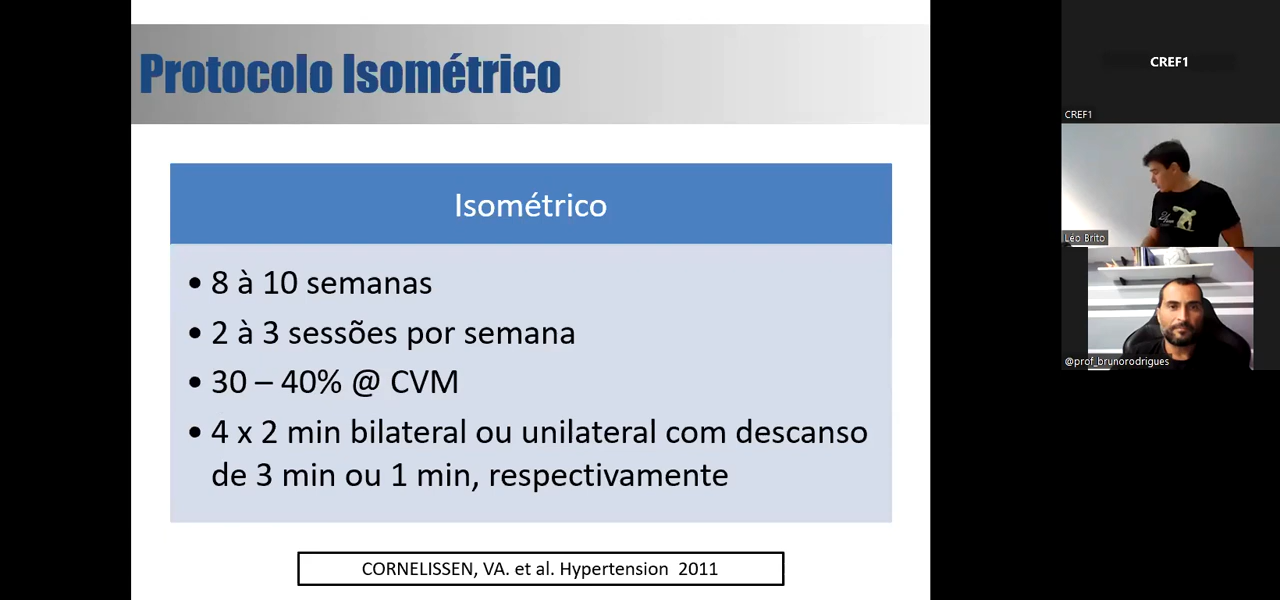 Protocolo Isométrico
Isométrico
• 8 à 10 semanas
• 2 à 3 sessões por semana
• 30 – 40% @ CVM
• 4 x 2 min bilateral ou unilateral com descanso
de 3 min ou 1 min, respectivamente
CORNELISSEN, VA. et al. Hypertension 2011
CREF1
CREF1
Léo Brito
@prof_brunorodrigues